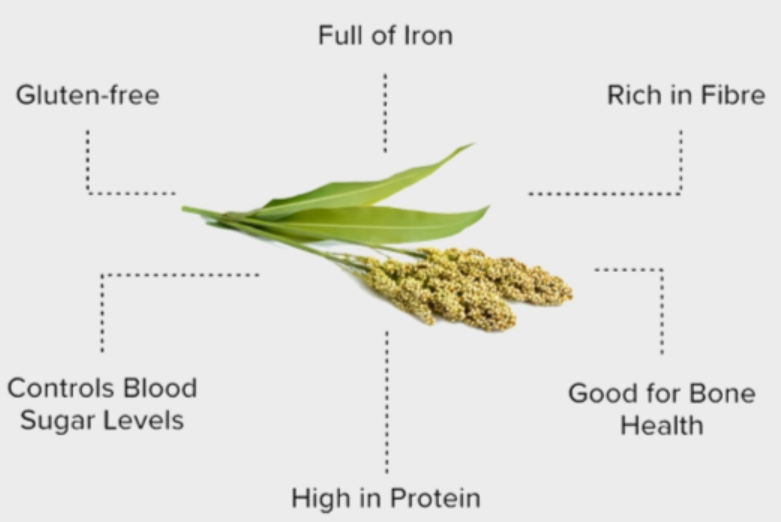 Full of Iron
Gluten-free
Rich in Fibre
Controls Blood
Sugar Levels
Good for Bone
Health
High in Protein